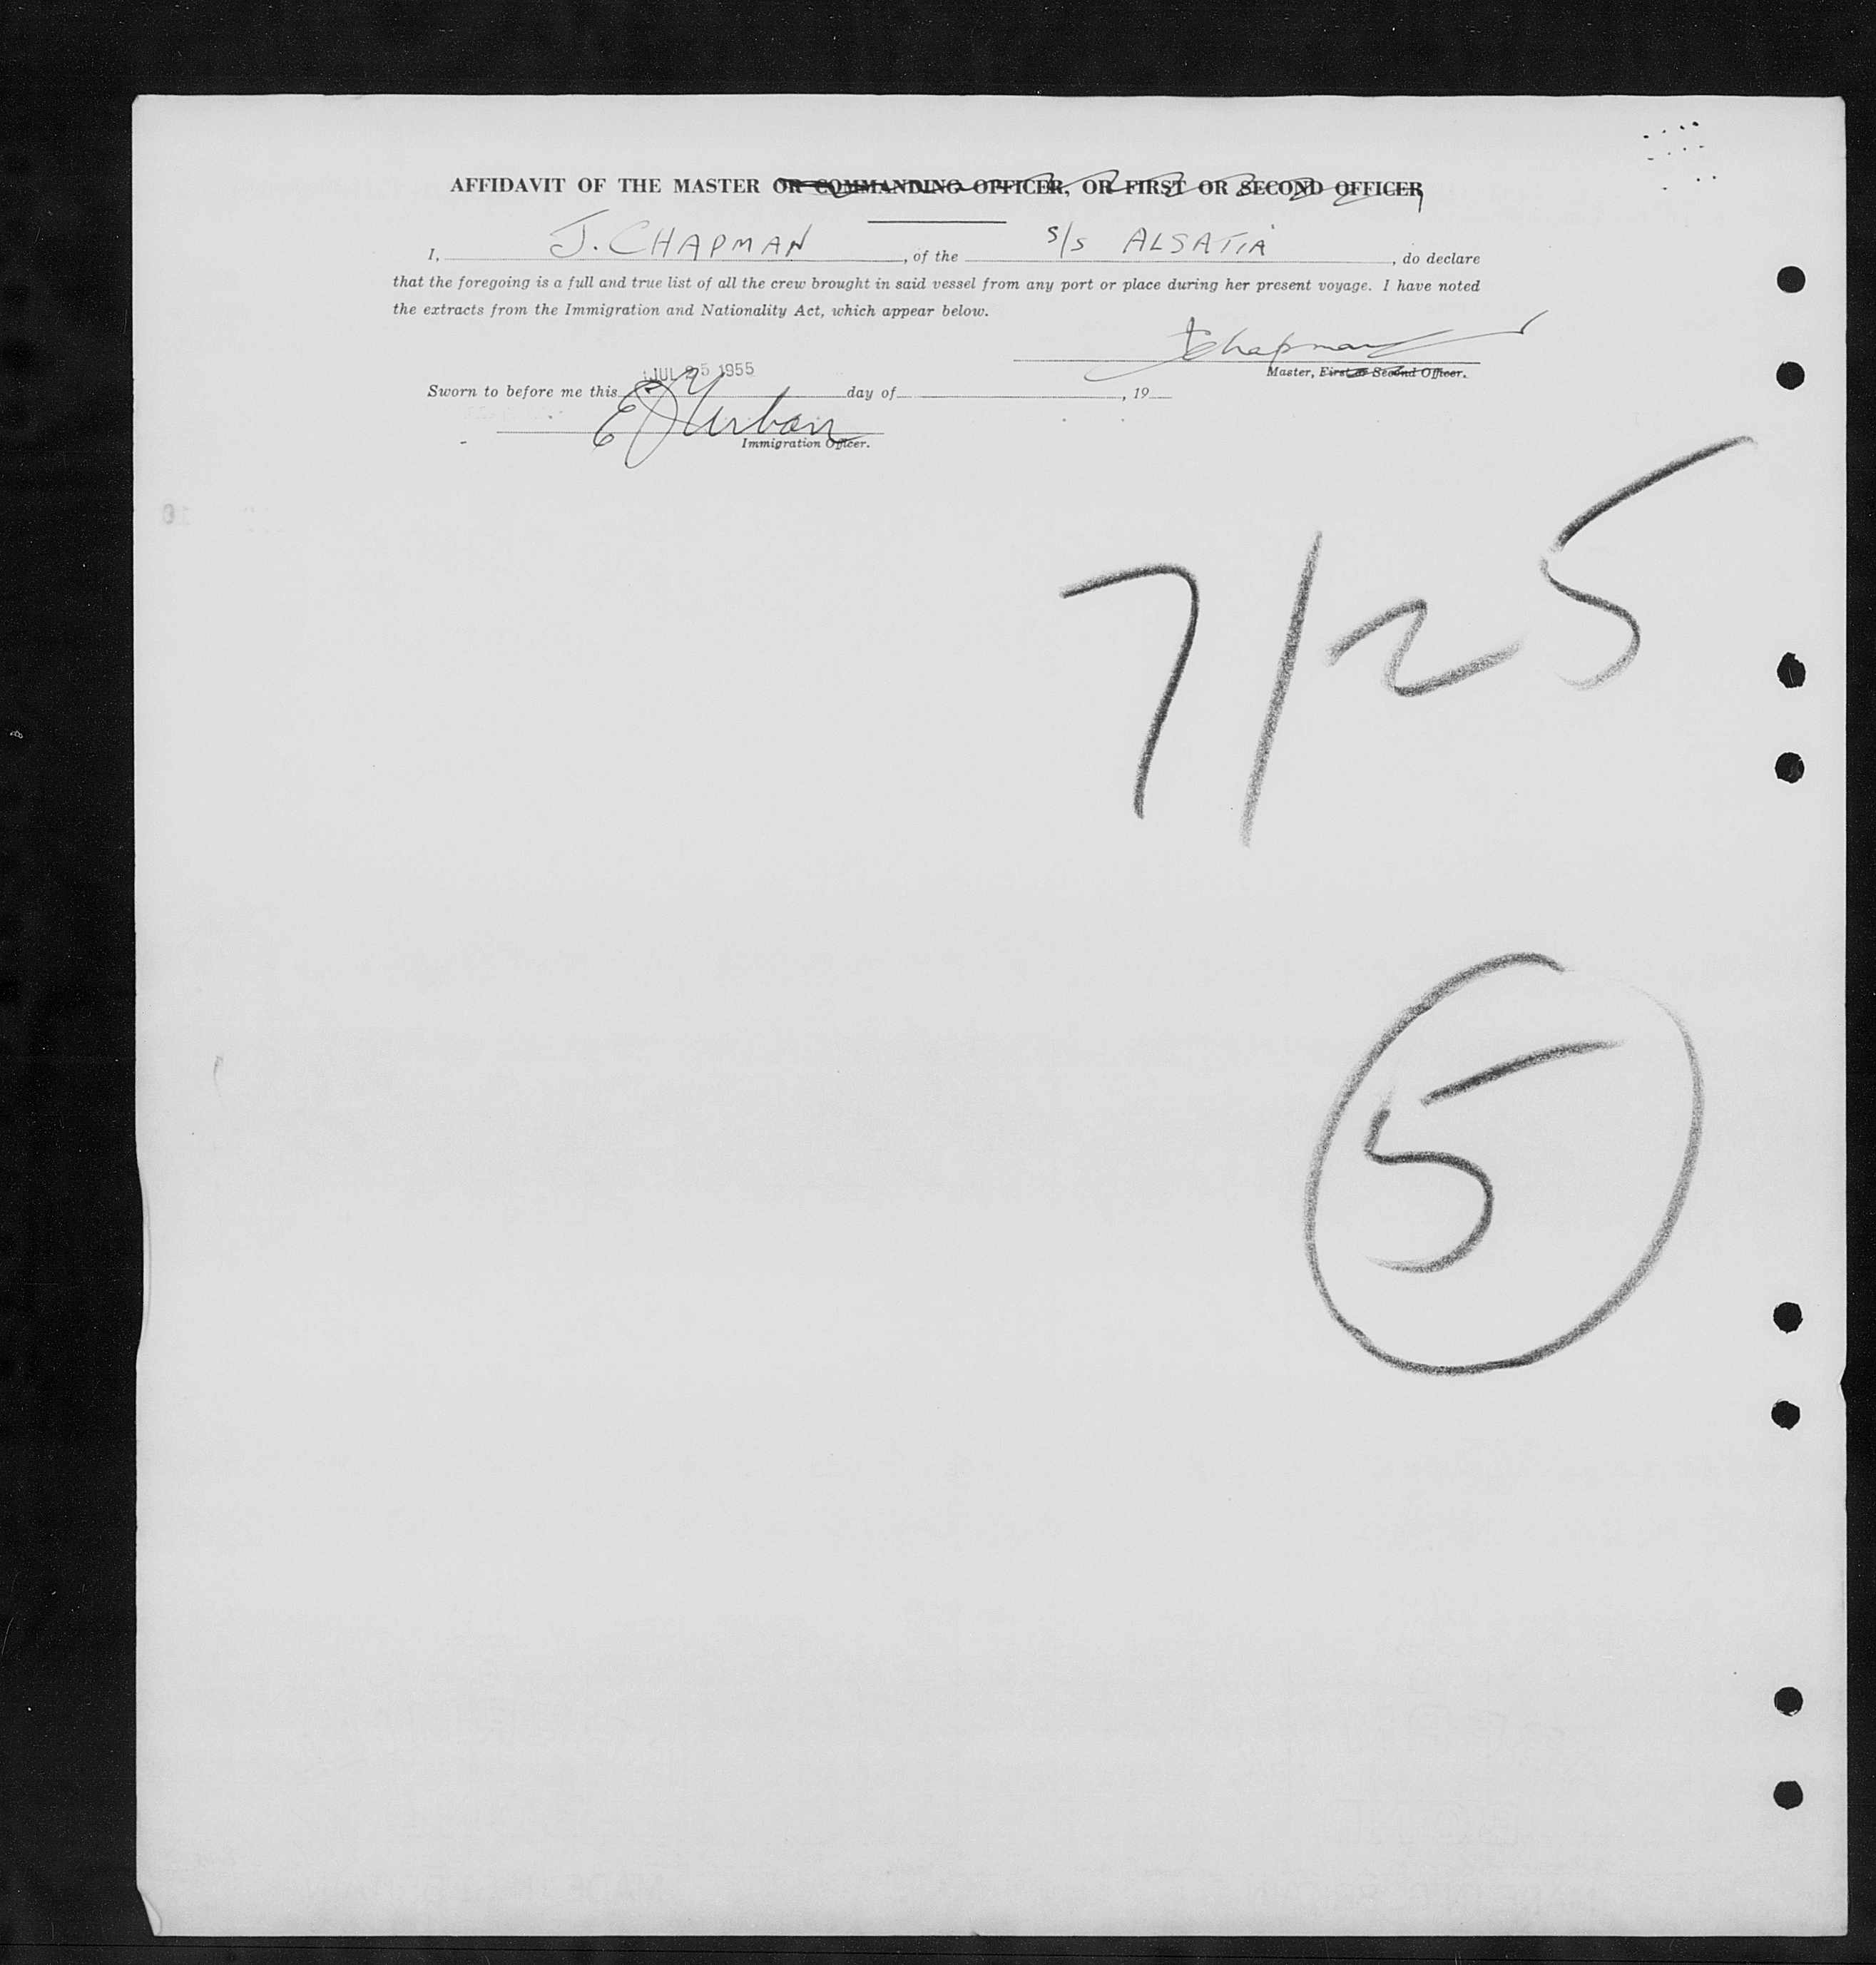 AFFIDAVIT OF THE MASTER OR COMMANDING OFFICER, OR FIRST OR SECOND OFFICER
I, J. CHAPMAN, of the s/s ALSATIA, do declare
that the foregoing is a full and true list of all the crew brought in said vessel from any port or place during her present voyage. I have noted
the extracts from the Immigration and Nationality Act, which appear below.
JChapman
Master, First or Second Officer.
JUL 25 1955
Sworn to before me this day of , 19
E J Urban
Immigration Officer.
7/25
5